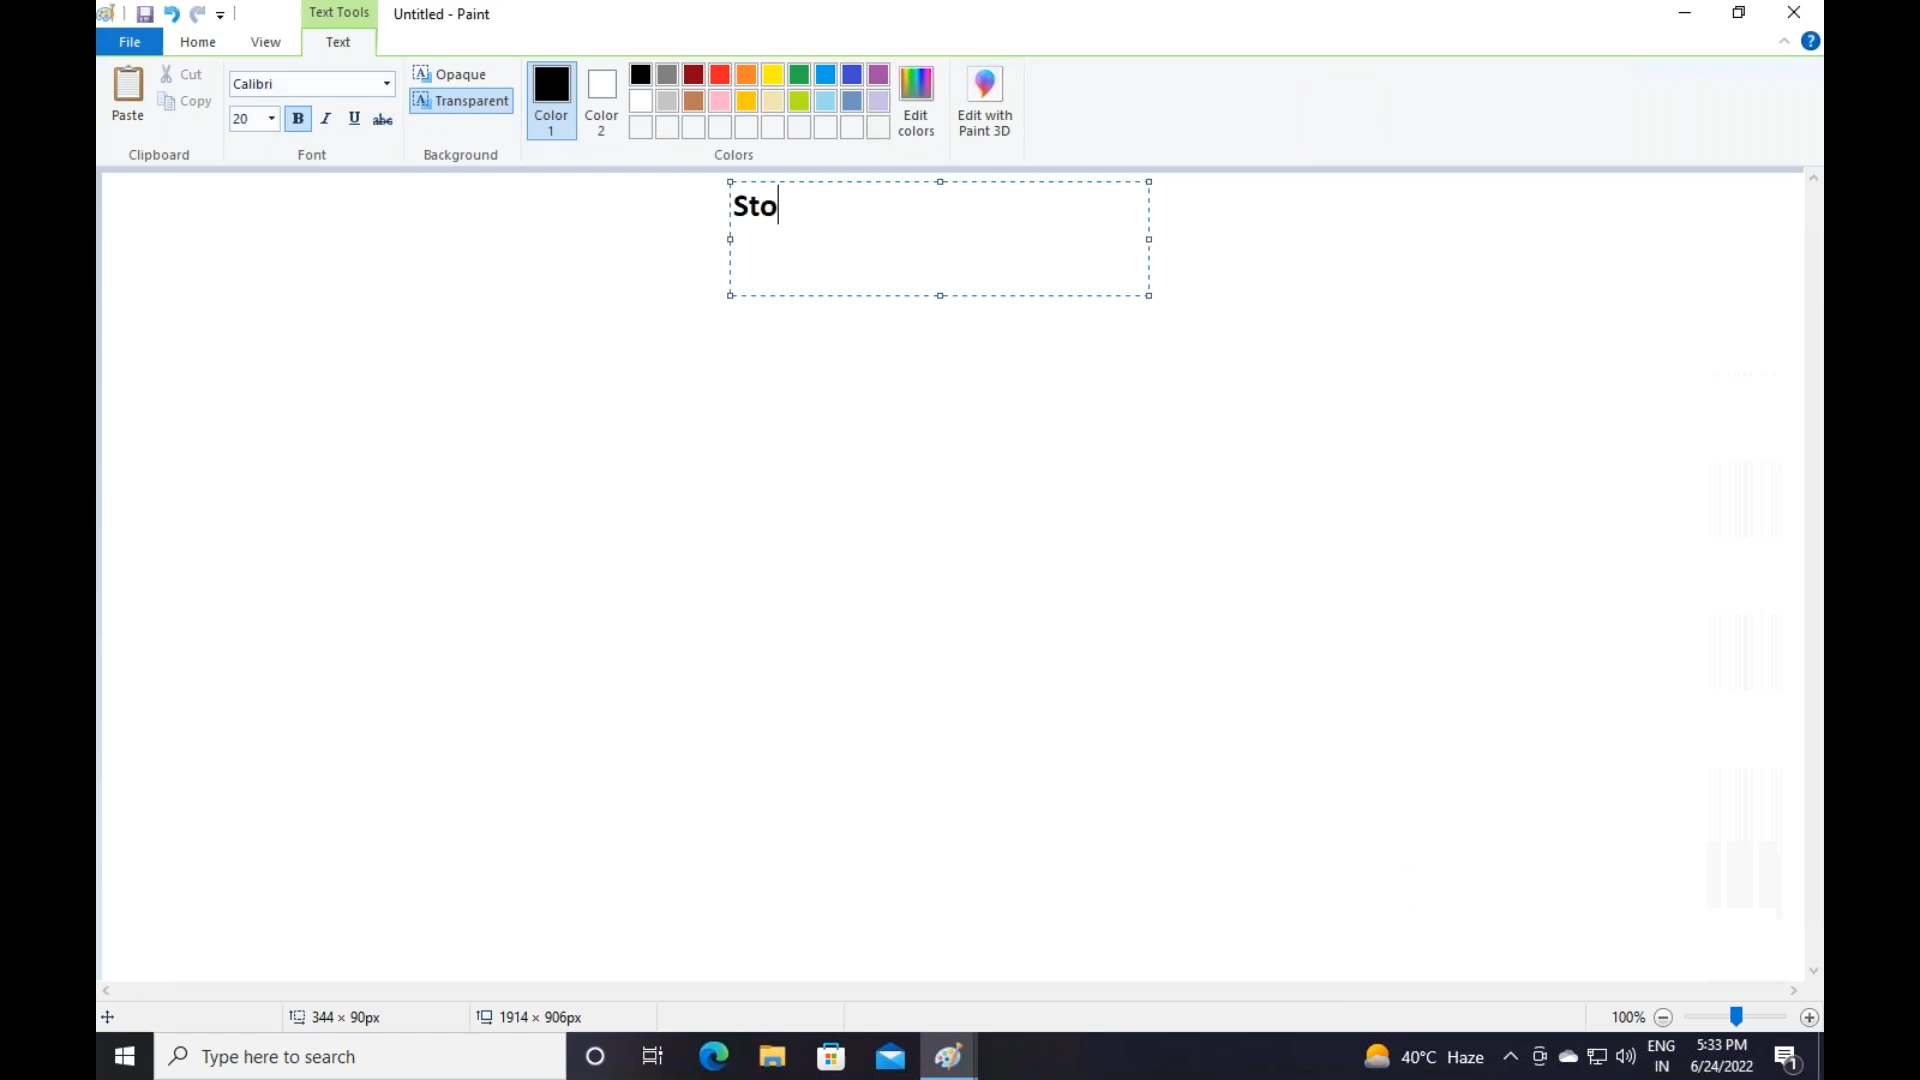 Text Tools Untitled - Paint
File Home View Text
Paste Cut Copy
Clipboard
Calibri
20 B I U abc
Font
Opaque
Transparent
Background
Color 1
Color 2
Edit colors
Colors
Edit with Paint 3D
Sto
344 × 90px 1914 × 906px 100%
Type here to search
40°C Haze
ENG IN
5:33 PM
6/24/2022
1